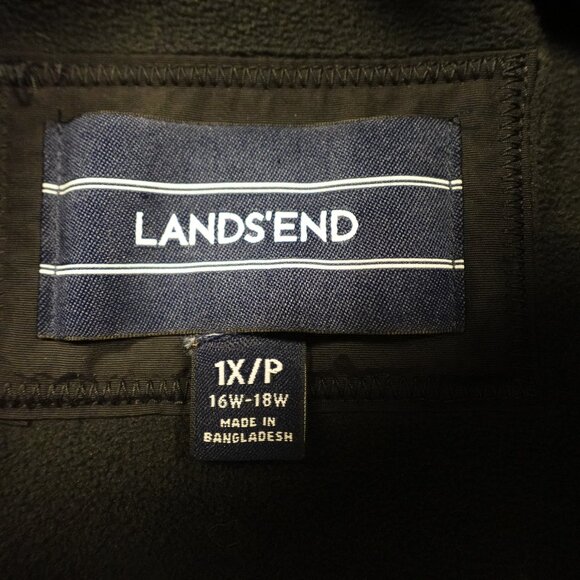 LANDS'END
1X/P
16W-18W
MADE IN
BANGLADESH